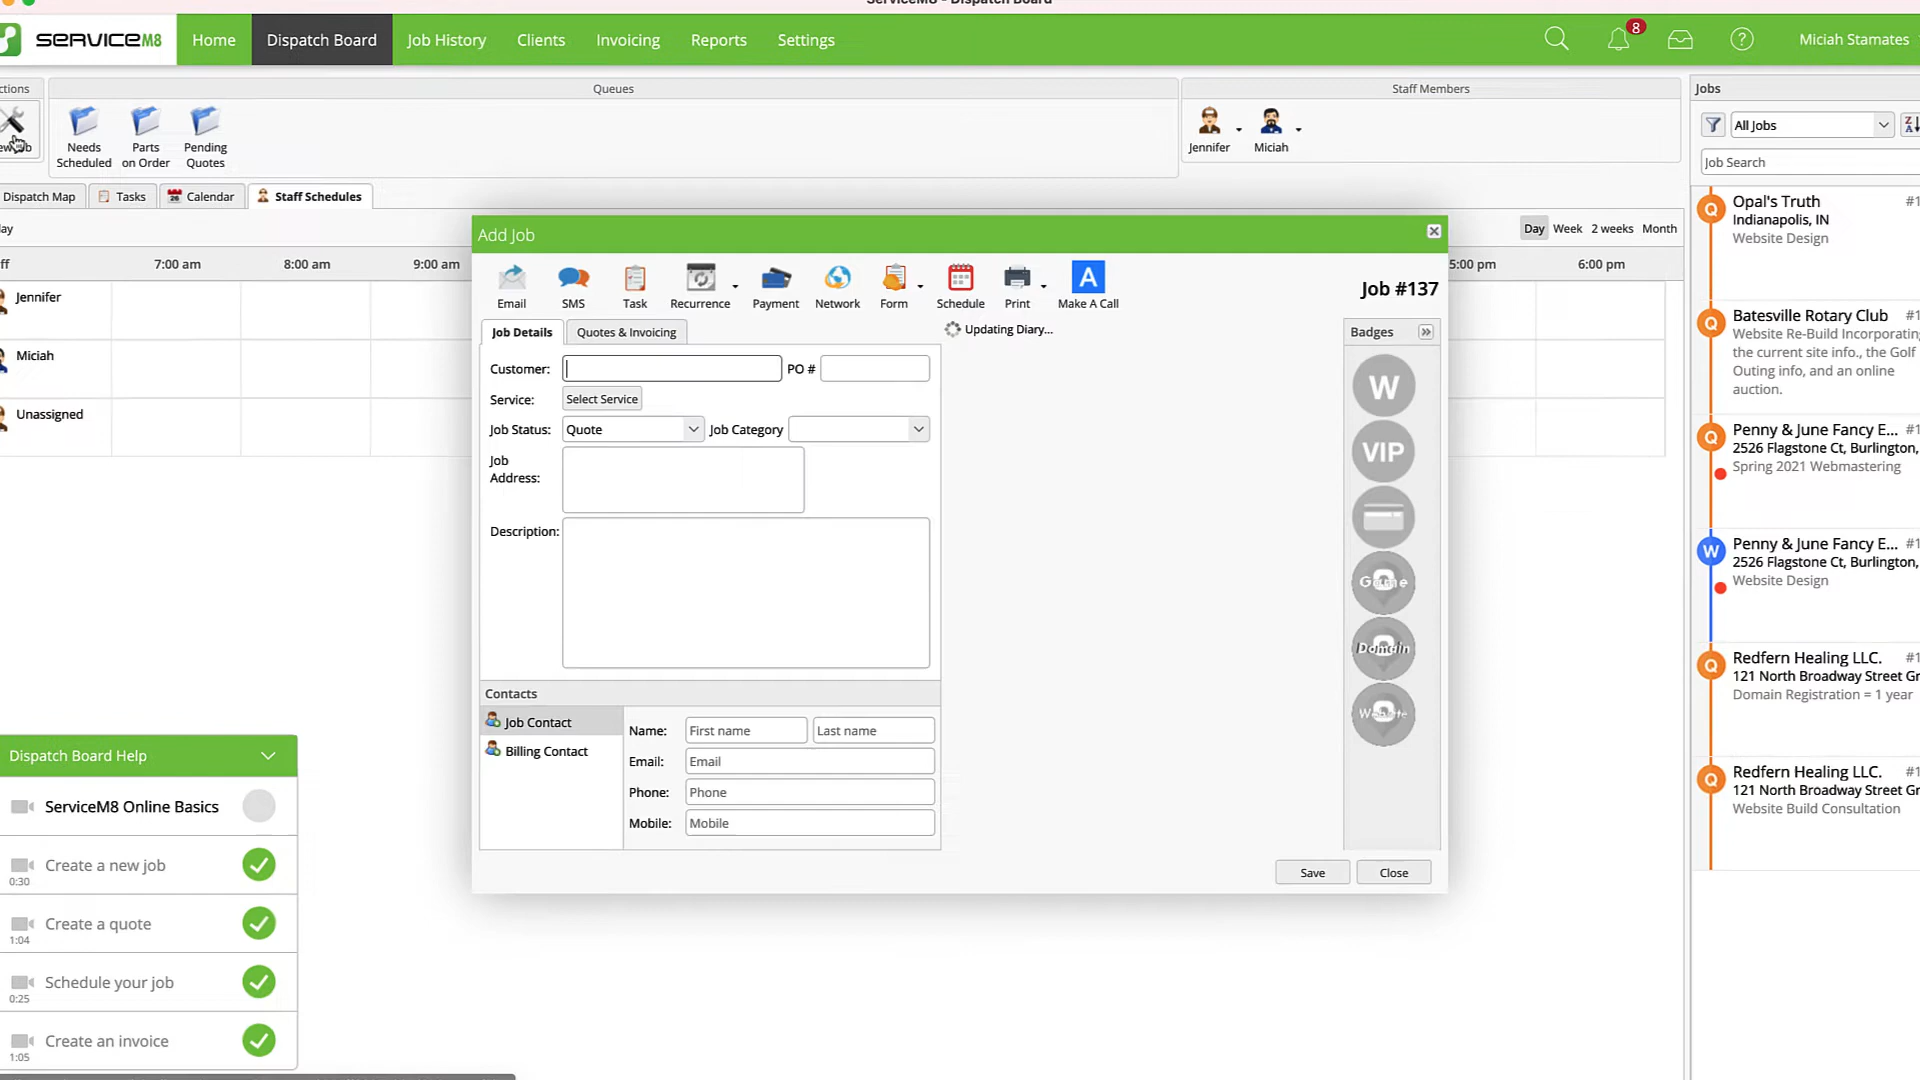 ServiceM8 - Dispatch Board
SERVICEM8
Home
Dispatch Board
Job History
Clients
Invoicing
Reports
Settings
8
Miciah Stamates
Queues
Staff Members
Jobs
Needs
Scheduled
Parts
on Order
Pending
Quotes
Jennifer
Miciah
All Jobs
Job Search
Dispatch Map
Tasks
Calendar
Staff Schedules
Day
Week
2 weeks
Month
7:00 am
8:00 am
9:00 am
5:00 pm
6:00 pm
Jennifer
Miciah
Unassigned
Add Job
Email
SMS
Task
Recurrence
Payment
Network
Form
Schedule
Print
A
Make A Call
Job #137
Job Details
Quotes & Invoicing
Updating Diary...
Badges
Customer:
PO #
Service:
Select Service
Job Status:
Quote
Job Category
Job
Address:
Description:
W
VIP
Game
Domain
Website
Contacts
Job Contact
Billing Contact
Name:
First name
Last name
Email:
Email
Phone:
Phone
Mobile:
Mobile
Save
Close
Q
Opal's Truth
Indianapolis, IN
Website Design
Q
Batesville Rotary Club
Website Re-Build Incorporating
the current site info., the Golf
Outing info, and an online
auction.
Q
Penny & June Fancy E...
2526 Flagstone Ct, Burlington,
Spring 2021 Webmastering
W
Penny & June Fancy E...
2526 Flagstone Ct, Burlington,
Website Design
Q
Redfern Healing LLC.
121 North Broadway Street Gr
Domain Registration = 1 year
Q
Redfern Healing LLC.
121 North Broadway Street Gr
Website Build Consultation
Dispatch Board Help
ServiceM8 Online Basics
Create a new job
0:30
Create a quote
1:04
Schedule your job
0:25
Create an invoice
1:05